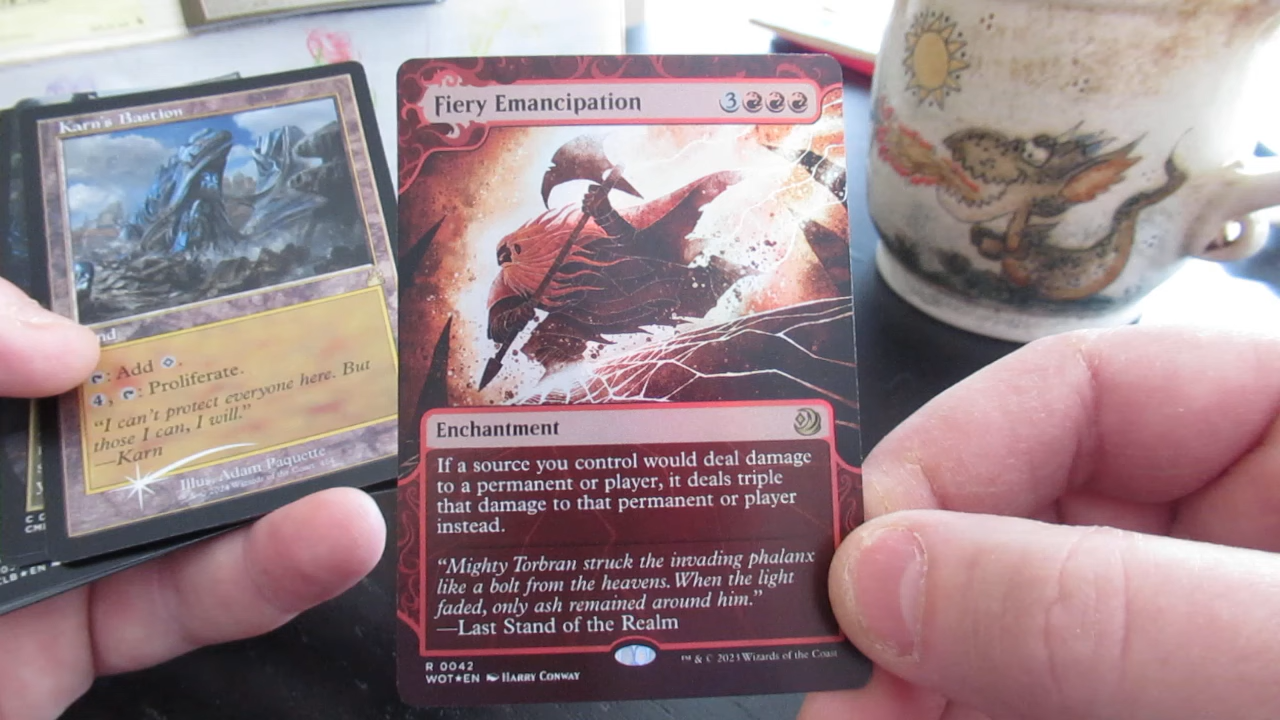 Karn's Bastion
: Add
4, : Proliferate.
"I can't protect everyone here. But
those I can, I will."
—Karn
Illus. Adam Paquette
Fiery Emancipation
3
Enchantment
If a source you control would deal damage
to a permanent or player, it deals triple
that damage to that permanent or player
instead.
"Mighty Torbran struck the invading phalanx
like a bolt from the heavens. When the light
faded, only ash remained around him."
—Last Stand of the Realm
R 0042
WOT★EN Harry Conway
™ & © 2023 Wizards of the Coast